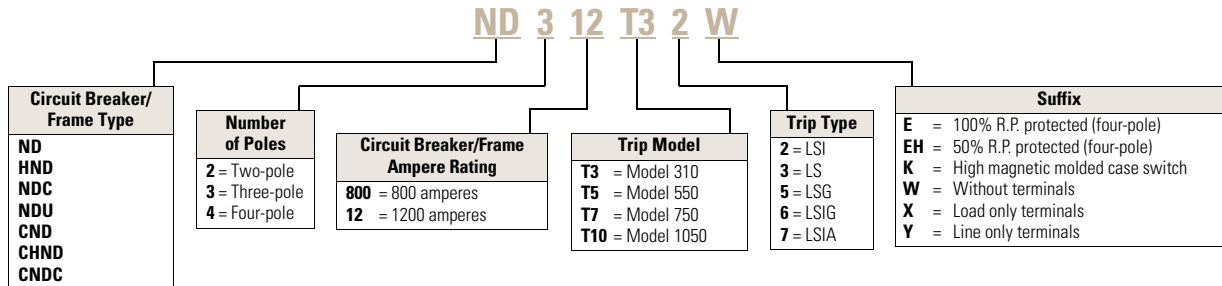 ND 3 12 T3 2 W
Circuit Breaker/
Frame Type
ND
HND
NDC
NDU
CND
CHND
CNDC
Number
of Poles
2 = Two-pole
3 = Three-pole
4 = Four-pole
Circuit Breaker/Frame
Ampere Rating
800 = 800 amperes
12 = 1200 amperes
Trip Model
T3 = Model 310
T5 = Model 550
T7 = Model 750
T10 = Model 1050
Trip Type
2 = LSI
3 = LS
5 = LSG
6 = LSIG
7 = LSIA
Suffix
E = 100% R.P. protected (four-pole)
EH = 50% R.P. protected (four-pole)
K = High magnetic molded case switch
W = Without terminals
X = Load only terminals
Y = Line only terminals